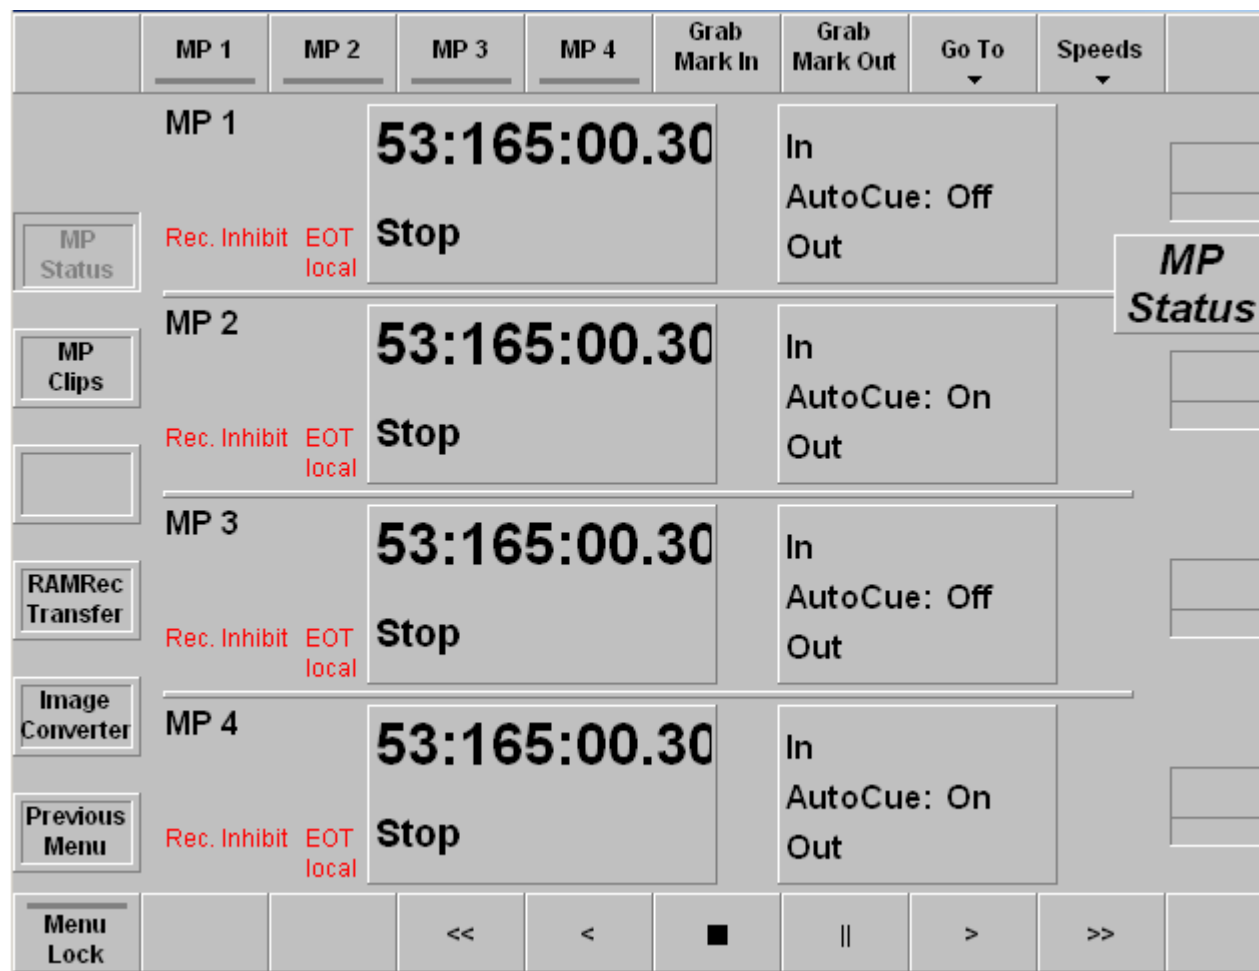 MP 1
MP 2
MP 3
MP 4
Grab
Mark In
Grab
Mark Out
Go To
Speeds
MP
Status
MP
Clips
RAMRec
Transfer
Image
Converter
Previous
Menu
MP 1
53:165:00.30
Rec. Inhibit EOT
local
Stop
In
AutoCue: Off
Out
MP 2
53:165:00.30
Rec. Inhibit EOT
local
Stop
In
AutoCue: On
Out
MP 3
53:165:00.30
Rec. Inhibit EOT
local
Stop
In
AutoCue: Off
Out
MP 4
53:165:00.30
Rec. Inhibit EOT
local
Stop
In
AutoCue: On
Out
MP
Status
Menu
Lock
<<
<
■
||
>
>>